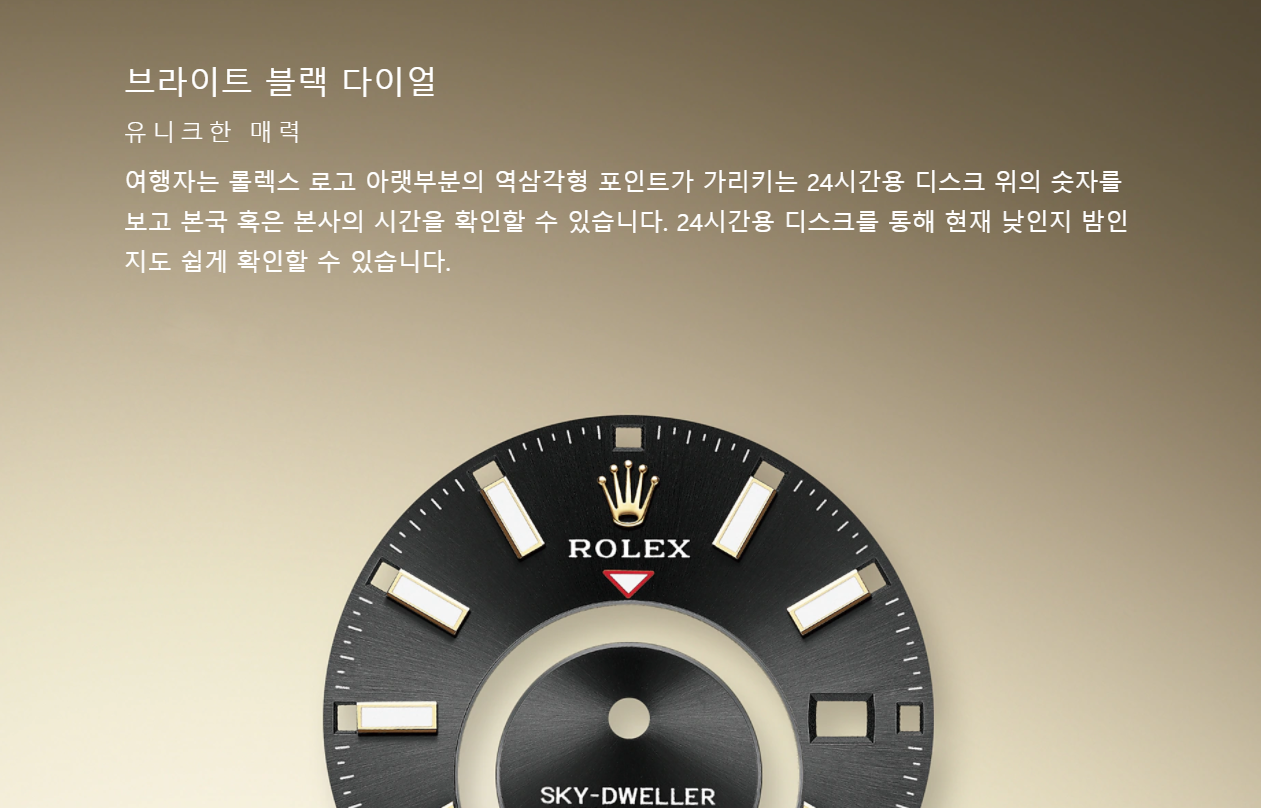 브라이트 블랙 다이얼
유니크한 매력
여행자는 롤렉스 로고 아랫부분의 역삼각형 포인트가 가리키는 24시간용 디스크 위의 숫자를
보고 본국 혹은 본사의 시간을 확인할 수 있습니다. 24시간용 디스크를 통해 현재 낮인지 밤인
지도 쉽게 확인할 수 있습니다.
ROLEX
SKY-DWELLER